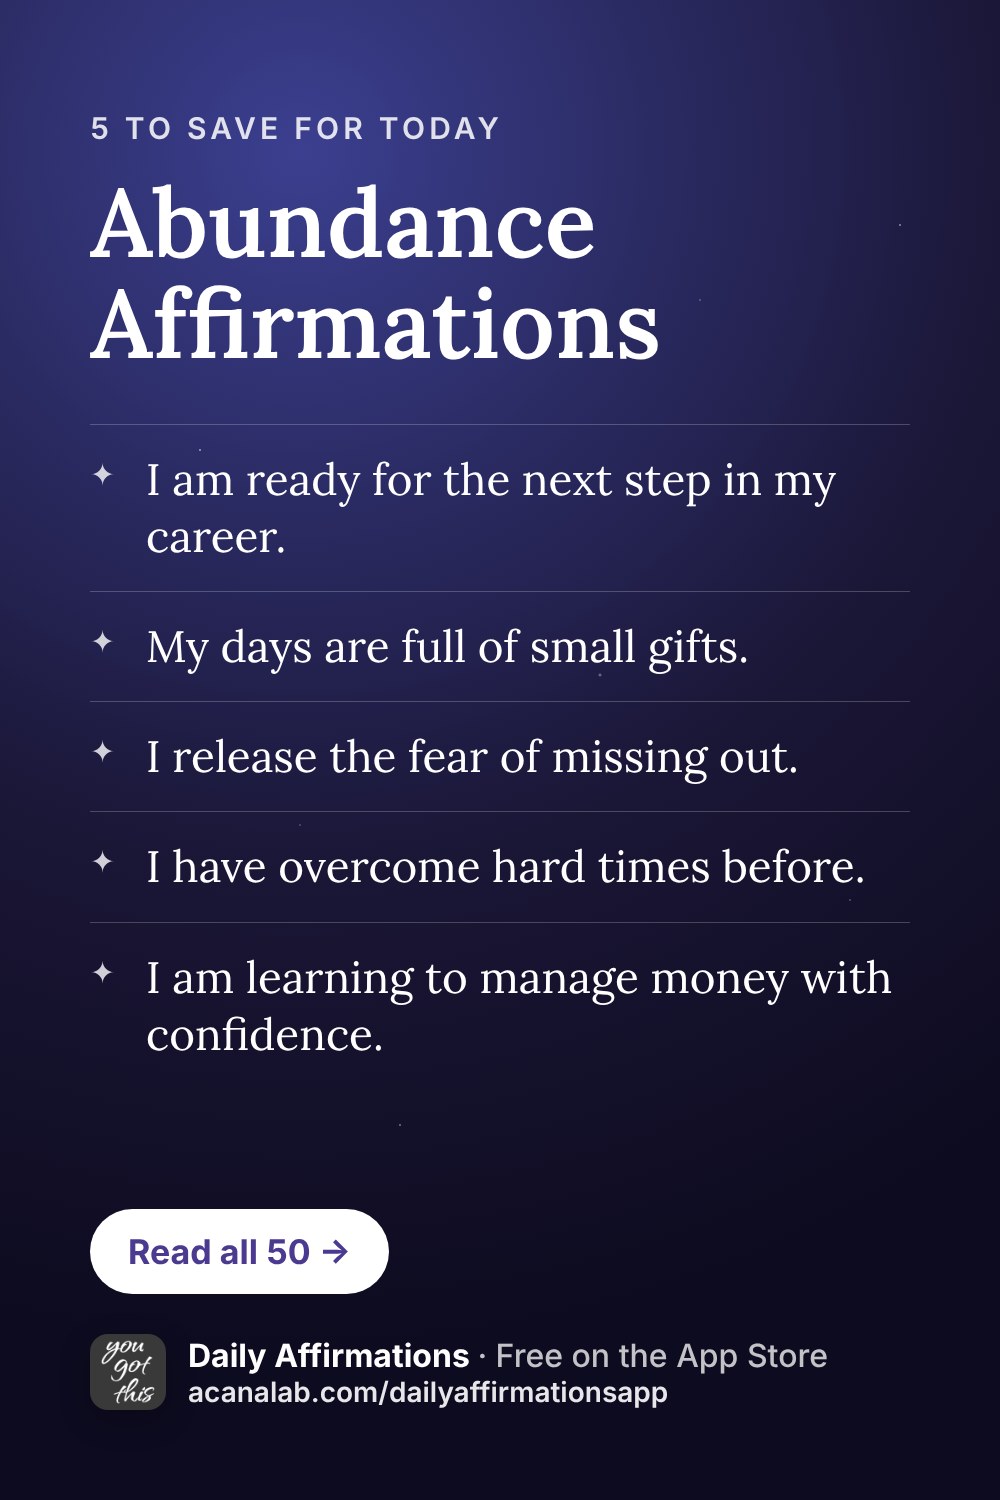 5 TO SAVE FOR TODAY
Abundance
Affirmations
✦ I am ready for the next step in my
career.
✦ My days are full of small gifts.
✦ I release the fear of missing out.
✦ I have overcome hard times before.
✦ I am learning to manage money with
confidence.
Read all 50 →
you
got
this
Daily Affirmations · Free on the App Store
acanalab.com/dailyaffirmationsapp